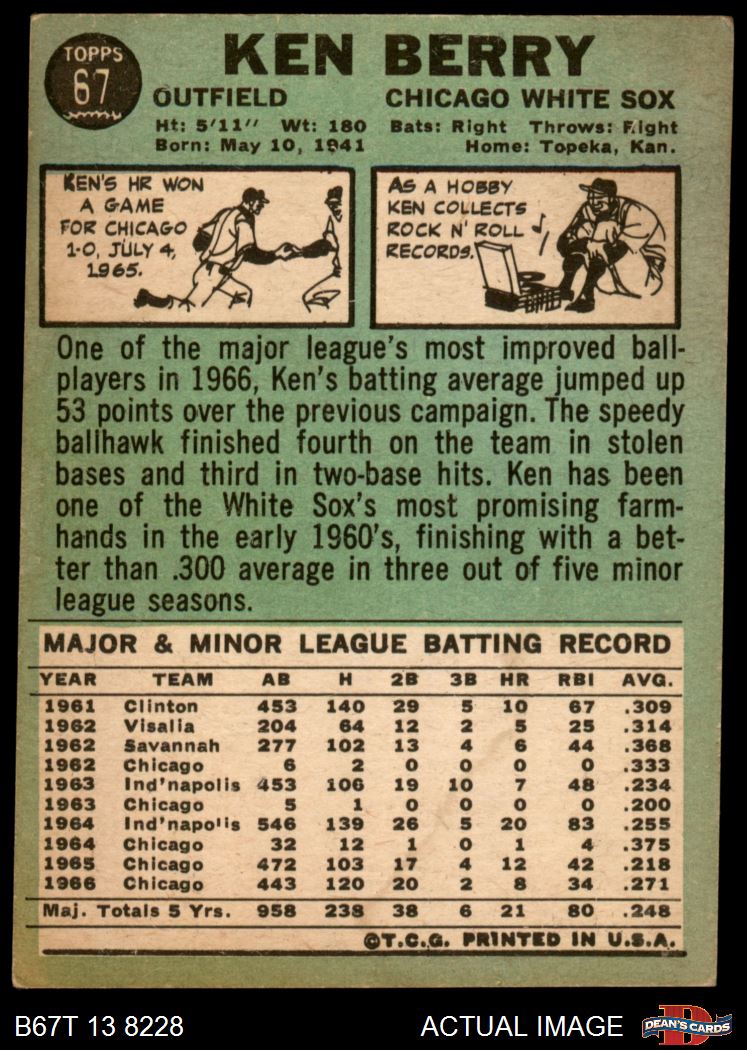 TOPPS
67
KEN BERRY
OUTFIELD CHICAGO WHITE SOX
Ht: 5'11" Wt: 180 Bats: Right Throws: Right
Born: May 10, 1941 Home: Topeka, Kan.
KEN'S HR WON
A GAME
FOR CHICAGO
1-0, JULY 4,
1965.
AS A HOBBY
KEN COLLECTS
ROCK N' ROLL
RECORDS.
One of the major league's most improved ball-
players in 1966, Ken's batting average jumped up
53 points over the previous campaign. The speedy
ballhawk finished fourth on the team in stolen
bases and third in two-base hits. Ken has been
one of the White Sox's most promising farm-
hands in the early 1960's, finishing with a bet-
ter than .300 average in three out of five minor
league seasons.
MAJOR & MINOR LEAGUE BATTING RECORD
YEAR TEAM AB H 2B 3B HR RBI AVG.
1961 Clinton 453 140 29 5 10 67 .309
1962 Visalia 204 64 12 2 5 25 .314
1962 Savannah 277 102 13 4 6 44 .368
1962 Chicago 6 2 0 0 0 0 .333
1963 Ind'napolis 453 106 19 10 7 48 .234
1963 Chicago 5 1 0 0 0 0 .200
1964 Ind'napolis 546 139 26 5 20 83 .255
1964 Chicago 32 12 1 0 1 4 .375
1965 Chicago 472 103 17 4 12 42 .218
1966 Chicago 443 120 20 2 8 34 .271
Maj. Totals 5 Yrs. 958 238 38 6 21 80 .248
©T.C.G. PRINTED IN U.S.A.
B67T 13 8228 ACTUAL IMAGE DEAN'S CARDS